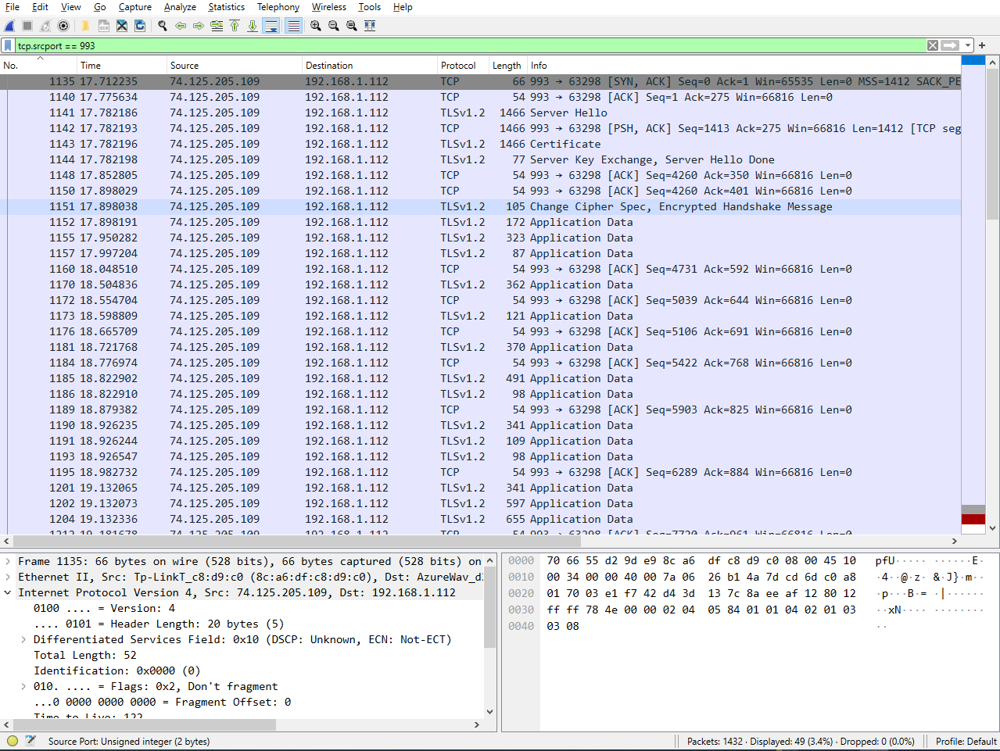 File Edit View Go Capture Analyze Statistics Telephony Wireless Tools Help
tcp.srcport == 993
No. Time Source Destination Protocol Length Info
1135 17.712235 74.125.205.109 192.168.1.112 TCP 66 993 → 63298 [SYN, ACK] Seq=0 Ack=1 Win=65535 Len=0 MSS=1412 SACK_PE
1140 17.775634 74.125.205.109 192.168.1.112 TCP 54 993 → 63298 [ACK] Seq=1 Ack=275 Win=66816 Len=0
1141 17.782186 74.125.205.109 192.168.1.112 TLSv1.2 1466 Server Hello
1142 17.782193 74.125.205.109 192.168.1.112 TCP 1466 993 → 63298 [PSH, ACK] Seq=1413 Ack=275 Win=66816 Len=1412 [TCP seg
1143 17.782196 74.125.205.109 192.168.1.112 TLSv1.2 1466 Certificate
1144 17.782198 74.125.205.109 192.168.1.112 TLSv1.2 77 Server Key Exchange, Server Hello Done
1148 17.852805 74.125.205.109 192.168.1.112 TCP 54 993 → 63298 [ACK] Seq=4260 Ack=350 Win=66816 Len=0
1150 17.898029 74.125.205.109 192.168.1.112 TCP 54 993 → 63298 [ACK] Seq=4260 Ack=401 Win=66816 Len=0
1151 17.898038 74.125.205.109 192.168.1.112 TLSv1.2 105 Change Cipher Spec, Encrypted Handshake Message
1152 17.898191 74.125.205.109 192.168.1.112 TLSv1.2 172 Application Data
1155 17.950282 74.125.205.109 192.168.1.112 TLSv1.2 323 Application Data
1157 17.997204 74.125.205.109 192.168.1.112 TLSv1.2 87 Application Data
1160 18.048510 74.125.205.109 192.168.1.112 TCP 54 993 → 63298 [ACK] Seq=4731 Ack=592 Win=66816 Len=0
1170 18.504836 74.125.205.109 192.168.1.112 TLSv1.2 362 Application Data
1172 18.554704 74.125.205.109 192.168.1.112 TCP 54 993 → 63298 [ACK] Seq=5039 Ack=644 Win=66816 Len=0
1173 18.598809 74.125.205.109 192.168.1.112 TLSv1.2 121 Application Data
1176 18.665709 74.125.205.109 192.168.1.112 TCP 54 993 → 63298 [ACK] Seq=5106 Ack=691 Win=66816 Len=0
1181 18.721768 74.125.205.109 192.168.1.112 TLSv1.2 370 Application Data
1184 18.776974 74.125.205.109 192.168.1.112 TCP 54 993 → 63298 [ACK] Seq=5422 Ack=768 Win=66816 Len=0
1185 18.822902 74.125.205.109 192.168.1.112 TLSv1.2 491 Application Data
1186 18.822910 74.125.205.109 192.168.1.112 TLSv1.2 98 Application Data
1189 18.879382 74.125.205.109 192.168.1.112 TCP 54 993 → 63298 [ACK] Seq=5903 Ack=825 Win=66816 Len=0
1190 18.926235 74.125.205.109 192.168.1.112 TLSv1.2 341 Application Data
1191 18.926244 74.125.205.109 192.168.1.112 TLSv1.2 109 Application Data
1193 18.926547 74.125.205.109 192.168.1.112 TLSv1.2 98 Application Data
1195 18.982732 74.125.205.109 192.168.1.112 TCP 54 993 → 63298 [ACK] Seq=6289 Ack=884 Win=66816 Len=0
1201 19.132065 74.125.205.109 192.168.1.112 TLSv1.2 341 Application Data
1202 19.132073 74.125.205.109 192.168.1.112 TLSv1.2 597 Application Data
1204 19.132336 74.125.205.109 192.168.1.112 TLSv1.2 655 Application Data
1212 19.181678 74.125.205.109 192.168.1.112 TCP 54 993 → 63298 [ACK] Seq=7720 Ack=961 Win=66816 Len=0
Frame 1135: 66 bytes on wire (528 bits), 66 bytes captured (528 bits) on
Ethernet II, Src: Tp-LinkT_c8:d9:c0 (8c:a6:df:c8:d9:c0), Dst: AzureWav_d
Internet Protocol Version 4, Src: 74.125.205.109, Dst: 192.168.1.112
0100 .... = Version: 4
.... 0101 = Header Length: 20 bytes (5)
Differentiated Services Field: 0x10 (DSCP: Unknown, ECN: Not-ECT)
Total Length: 52
Identification: 0x0000 (0)
010. .... = Flags: 0x2, Don't fragment
...0 0000 0000 0000 = Fragment Offset: 0
Time to Live: 122
0000 70 66 55 d2 9d e9 8c a6 df c8 d9 c0 08 00 45 10 pfU····· ······E·
0010 00 34 00 00 40 00 7a 06 26 b1 4a 7d cd 6d c0 a8 ·4··@·z· &·J}·m··
0020 01 70 03 e1 f7 42 d4 3d 13 7c 8a ee af 12 80 12 ·p···B·= ·|······
0030 ff ff 78 4e 00 00 02 04 05 84 01 01 04 02 01 03 ··xN···· ········
0040 03 08 ··
Source Port: Unsigned integer (2 bytes)
Packets: 1432 · Displayed: 49 (3.4%) · Dropped: 0 (0.0%)
Profile: Default